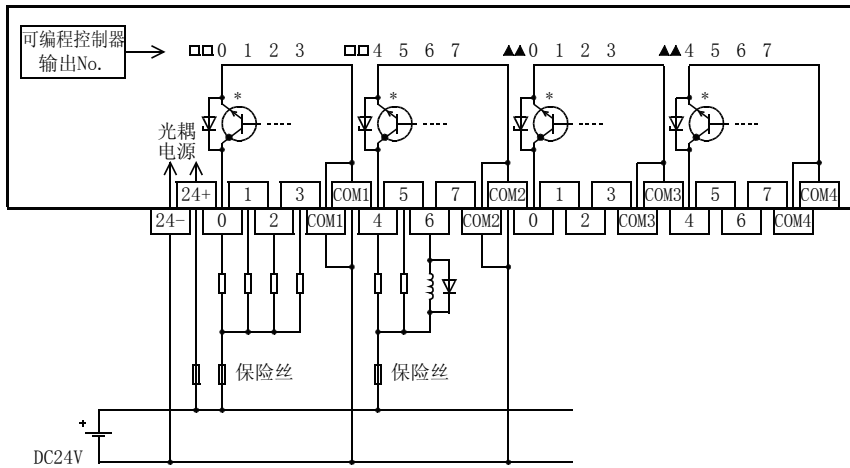 可编程控制器
输出No.
□□0 1 2 3 □□4 5 6 7 ▲▲0 1 2 3 ▲▲4 5 6 7
* * * *
光耦
电源
24+ 1 3 COM1 5 7 COM2 1 3 COM3 5 7 COM4
24- 0 2 COM1 4 6 COM2 0 2 COM3 4 6 COM4
保险丝 保险丝
+
DC24V